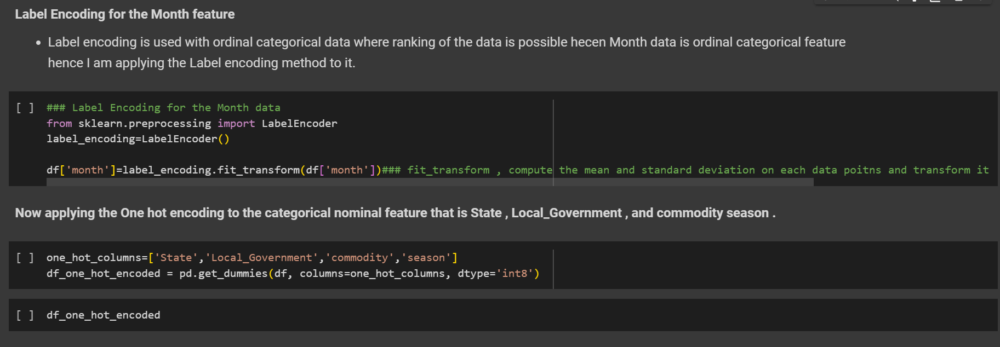 Label Encoding for the Month feature
• Label encoding is used with ordinal categorical data where ranking of the data is possible hecen Month data is ordinal categorical feature
hence I am applying the Label encoding method to it.
[ ] ### Label Encoding for the Month data
from sklearn.preprocessing import LabelEncoder
label_encoding=LabelEncoder()
df['month']=label_encoding.fit_transform(df['month'])### fit_transform , compute the mean and standard deviation on each data poitns and transform it
Now applying the One hot encoding to the categorical nominal feature that is State , Local_Government , and commodity season .
[ ] one_hot_columns=['State','Local_Government','commodity','season']
df_one_hot_encoded = pd.get_dummies(df, columns=one_hot_columns, dtype='int8')
[ ] df_one_hot_encoded